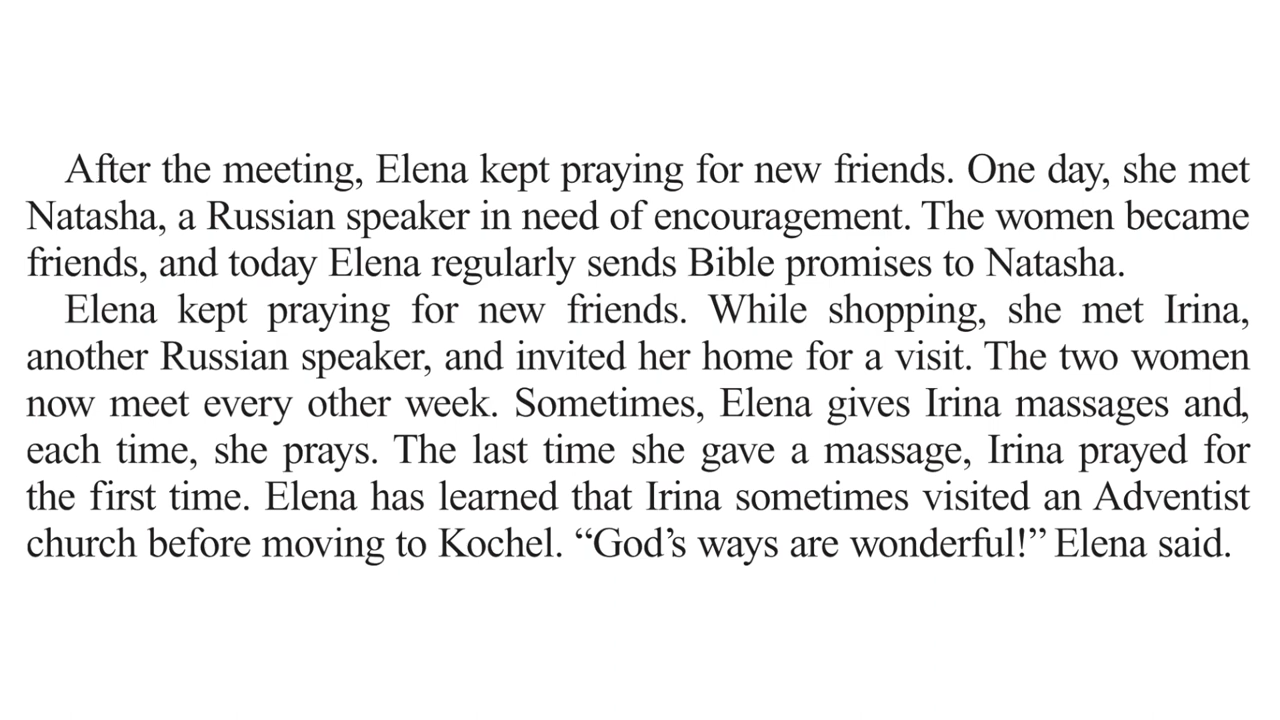 After the meeting, Elena kept praying for new friends. One day, she met
Natasha, a Russian speaker in need of encouragement. The women became
friends, and today Elena regularly sends Bible promises to Natasha.
Elena kept praying for new friends. While shopping, she met Irina,
another Russian speaker, and invited her home for a visit. The two women
now meet every other week. Sometimes, Elena gives Irina massages and,
each time, she prays. The last time she gave a massage, Irina prayed for
the first time. Elena has learned that Irina sometimes visited an Adventist
church before moving to Kochel. “God’s ways are wonderful!” Elena said.